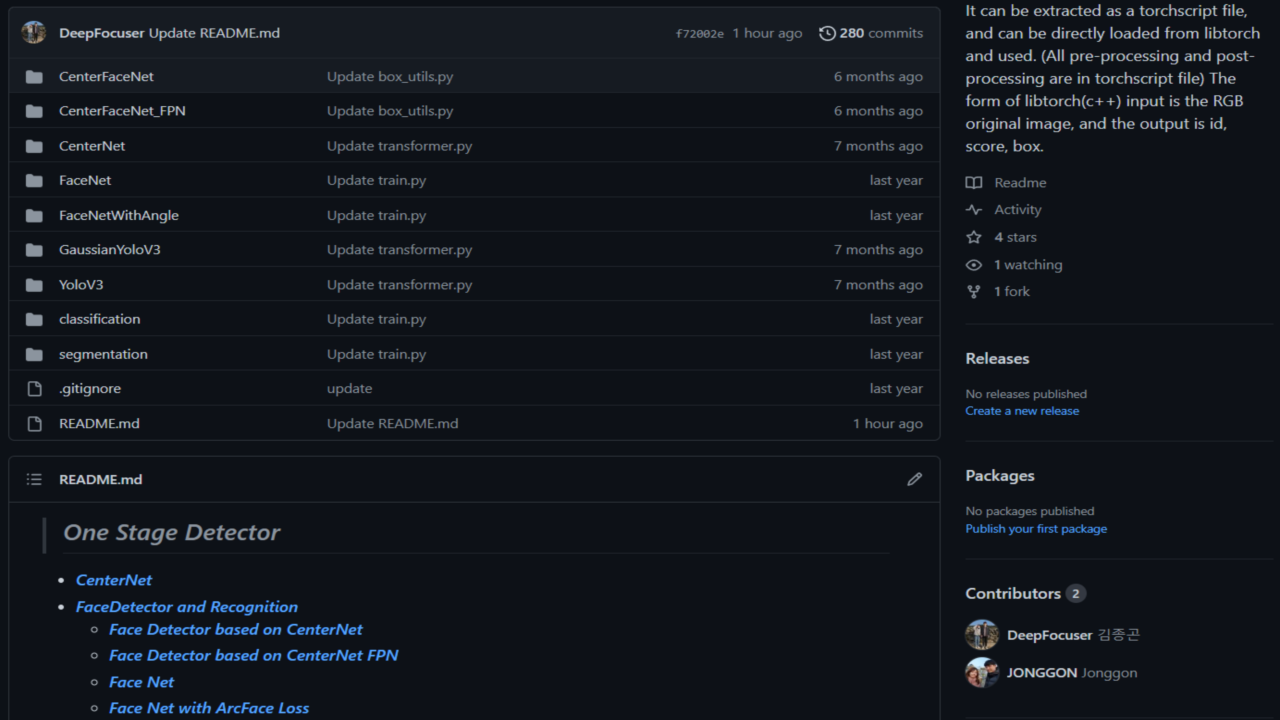 DeepFocuser Update README.md f72002e 1 hour ago 280 commits
CenterFaceNet Update box_utils.py 6 months ago
CenterFaceNet_FPN Update box_utils.py 6 months ago
CenterNet Update transformer.py 7 months ago
FaceNet Update train.py last year
FaceNetWithAngle Update train.py last year
GaussianYoloV3 Update transformer.py 7 months ago
YoloV3 Update transformer.py 7 months ago
classification Update train.py last year
segmentation Update train.py last year
.gitignore update last year
README.md Update README.md 1 hour ago
README.md
One Stage Detector
CenterNet
FaceDetector and Recognition
Face Detector based on CenterNet
Face Detector based on CenterNet FPN
Face Net
Face Net with ArcFace Loss
It can be extracted as a torchscript file,
and can be directly loaded from libtorch
and used. (All pre-processing and post-
processing are in torchscript file) The
form of libtorch(c++) input is the RGB
original image, and the output is id,
score, box.
Readme
Activity
4 stars
1 watching
1 fork
Releases
No releases published
Create a new release
Packages
No packages published
Publish your first package
Contributors 2
DeepFocuser 김종곤
JONGGON Jonggon